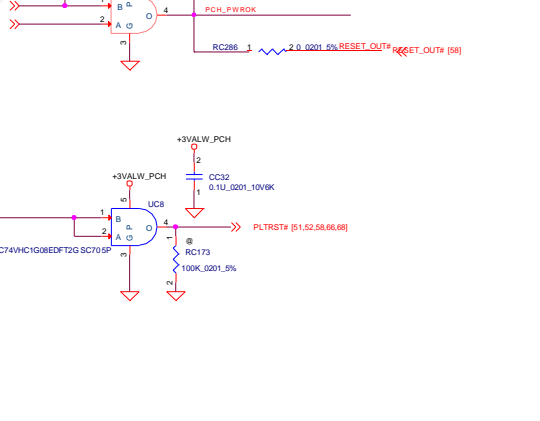 B
P
2
A
G
O
4
PCH_PWROK
3
RC286
1
2 0_0201_5%
RESET_OUT#
RESET_OUT# [58]
+3VALW_PCH
2
CC32
0.1U_0201_10V6K
1
+3VALW_PCH
5
UC8
1
B
P
2
A
G
O
4
PLTRST# [51,52,58,66,68]
@
1
RC173
100K_0201_5%
2
C74VHC1G08EDFT2G SC70 5P
3